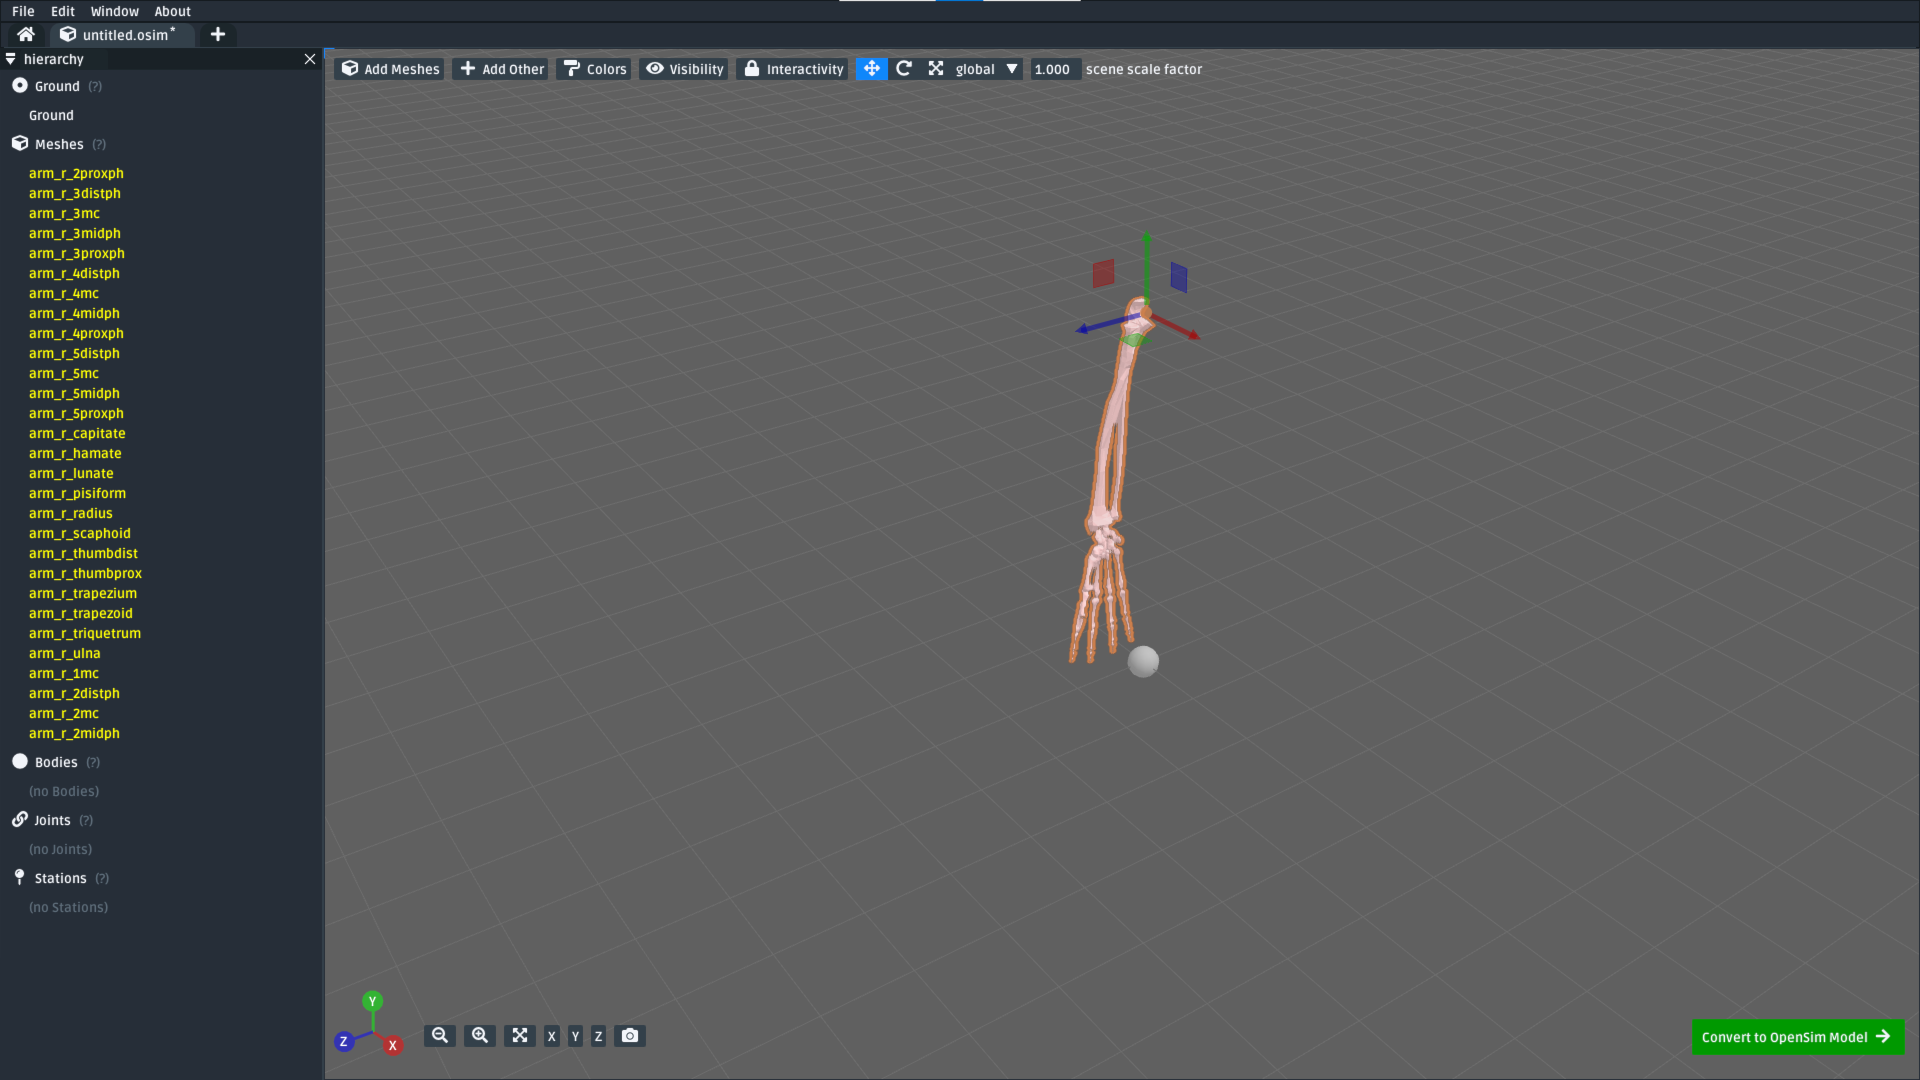 File Edit Window About
untitled.osim*
hierarchy
Add Meshes Add Other Colors Visibility Interactivity global 1.000 scene scale factor
Ground (?)
Ground
Meshes (?)
arm_r_2proxph
arm_r_3distph
arm_r_3mc
arm_r_3midph
arm_r_3proxph
arm_r_4distph
arm_r_4mc
arm_r_4midph
arm_r_4proxph
arm_r_5distph
arm_r_5mc
arm_r_5midph
arm_r_5proxph
arm_r_capitate
arm_r_hamate
arm_r_lunate
arm_r_pisiform
arm_r_radius
arm_r_scaphoid
arm_r_thumbdist
arm_r_thumbprox
arm_r_trapezium
arm_r_trapezoid
arm_r_triquetrum
arm_r_ulna
arm_r_1mc
arm_r_2distph
arm_r_2mc
arm_r_2midph
Bodies (?)
(no Bodies)
Joints (?)
(no Joints)
Stations (?)
(no Stations)
Y
Z X
X Y Z
Convert to OpenSim Model